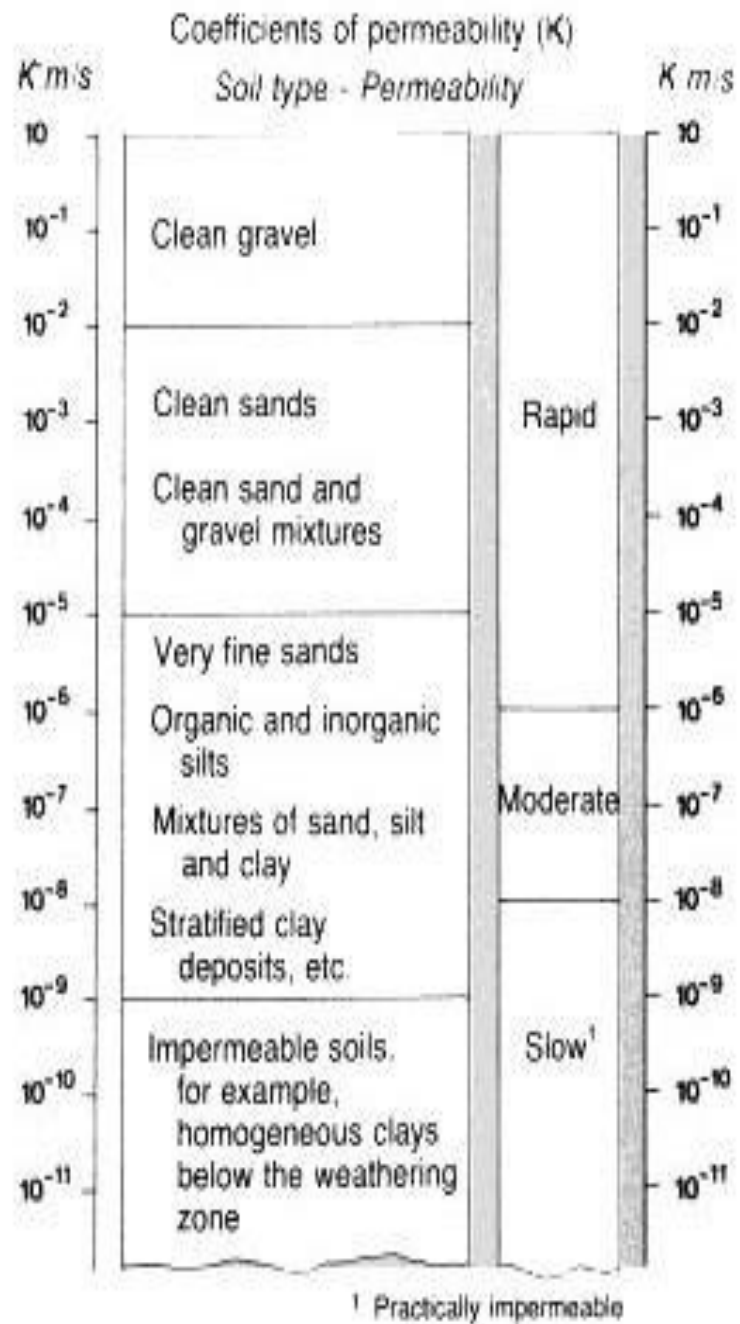 Coefficients of permeability (K)
K m/s
Soil type - Permeability
K m/s
10
10⁻¹
10⁻²
10⁻³
10⁻⁴
10⁻⁵
10⁻⁶
10⁻⁷
10⁻⁸
10⁻⁹
10⁻¹⁰
10⁻¹¹
Clean gravel
Clean sands
Clean sand and
gravel mixtures
Very fine sands
Organic and inorganic
silts
Mixtures of sand, silt
and clay
Stratified clay
deposits, etc.
Impermeable soils.
for example,
homogeneous clays
below the weathering
zone
Rapid
Moderate
Slow¹
10
10⁻¹
10⁻²
10⁻³
10⁻⁴
10⁻⁵
10⁻⁶
10⁻⁷
10⁻⁸
10⁻⁹
10⁻¹⁰
10⁻¹¹
¹ Practically impermeable